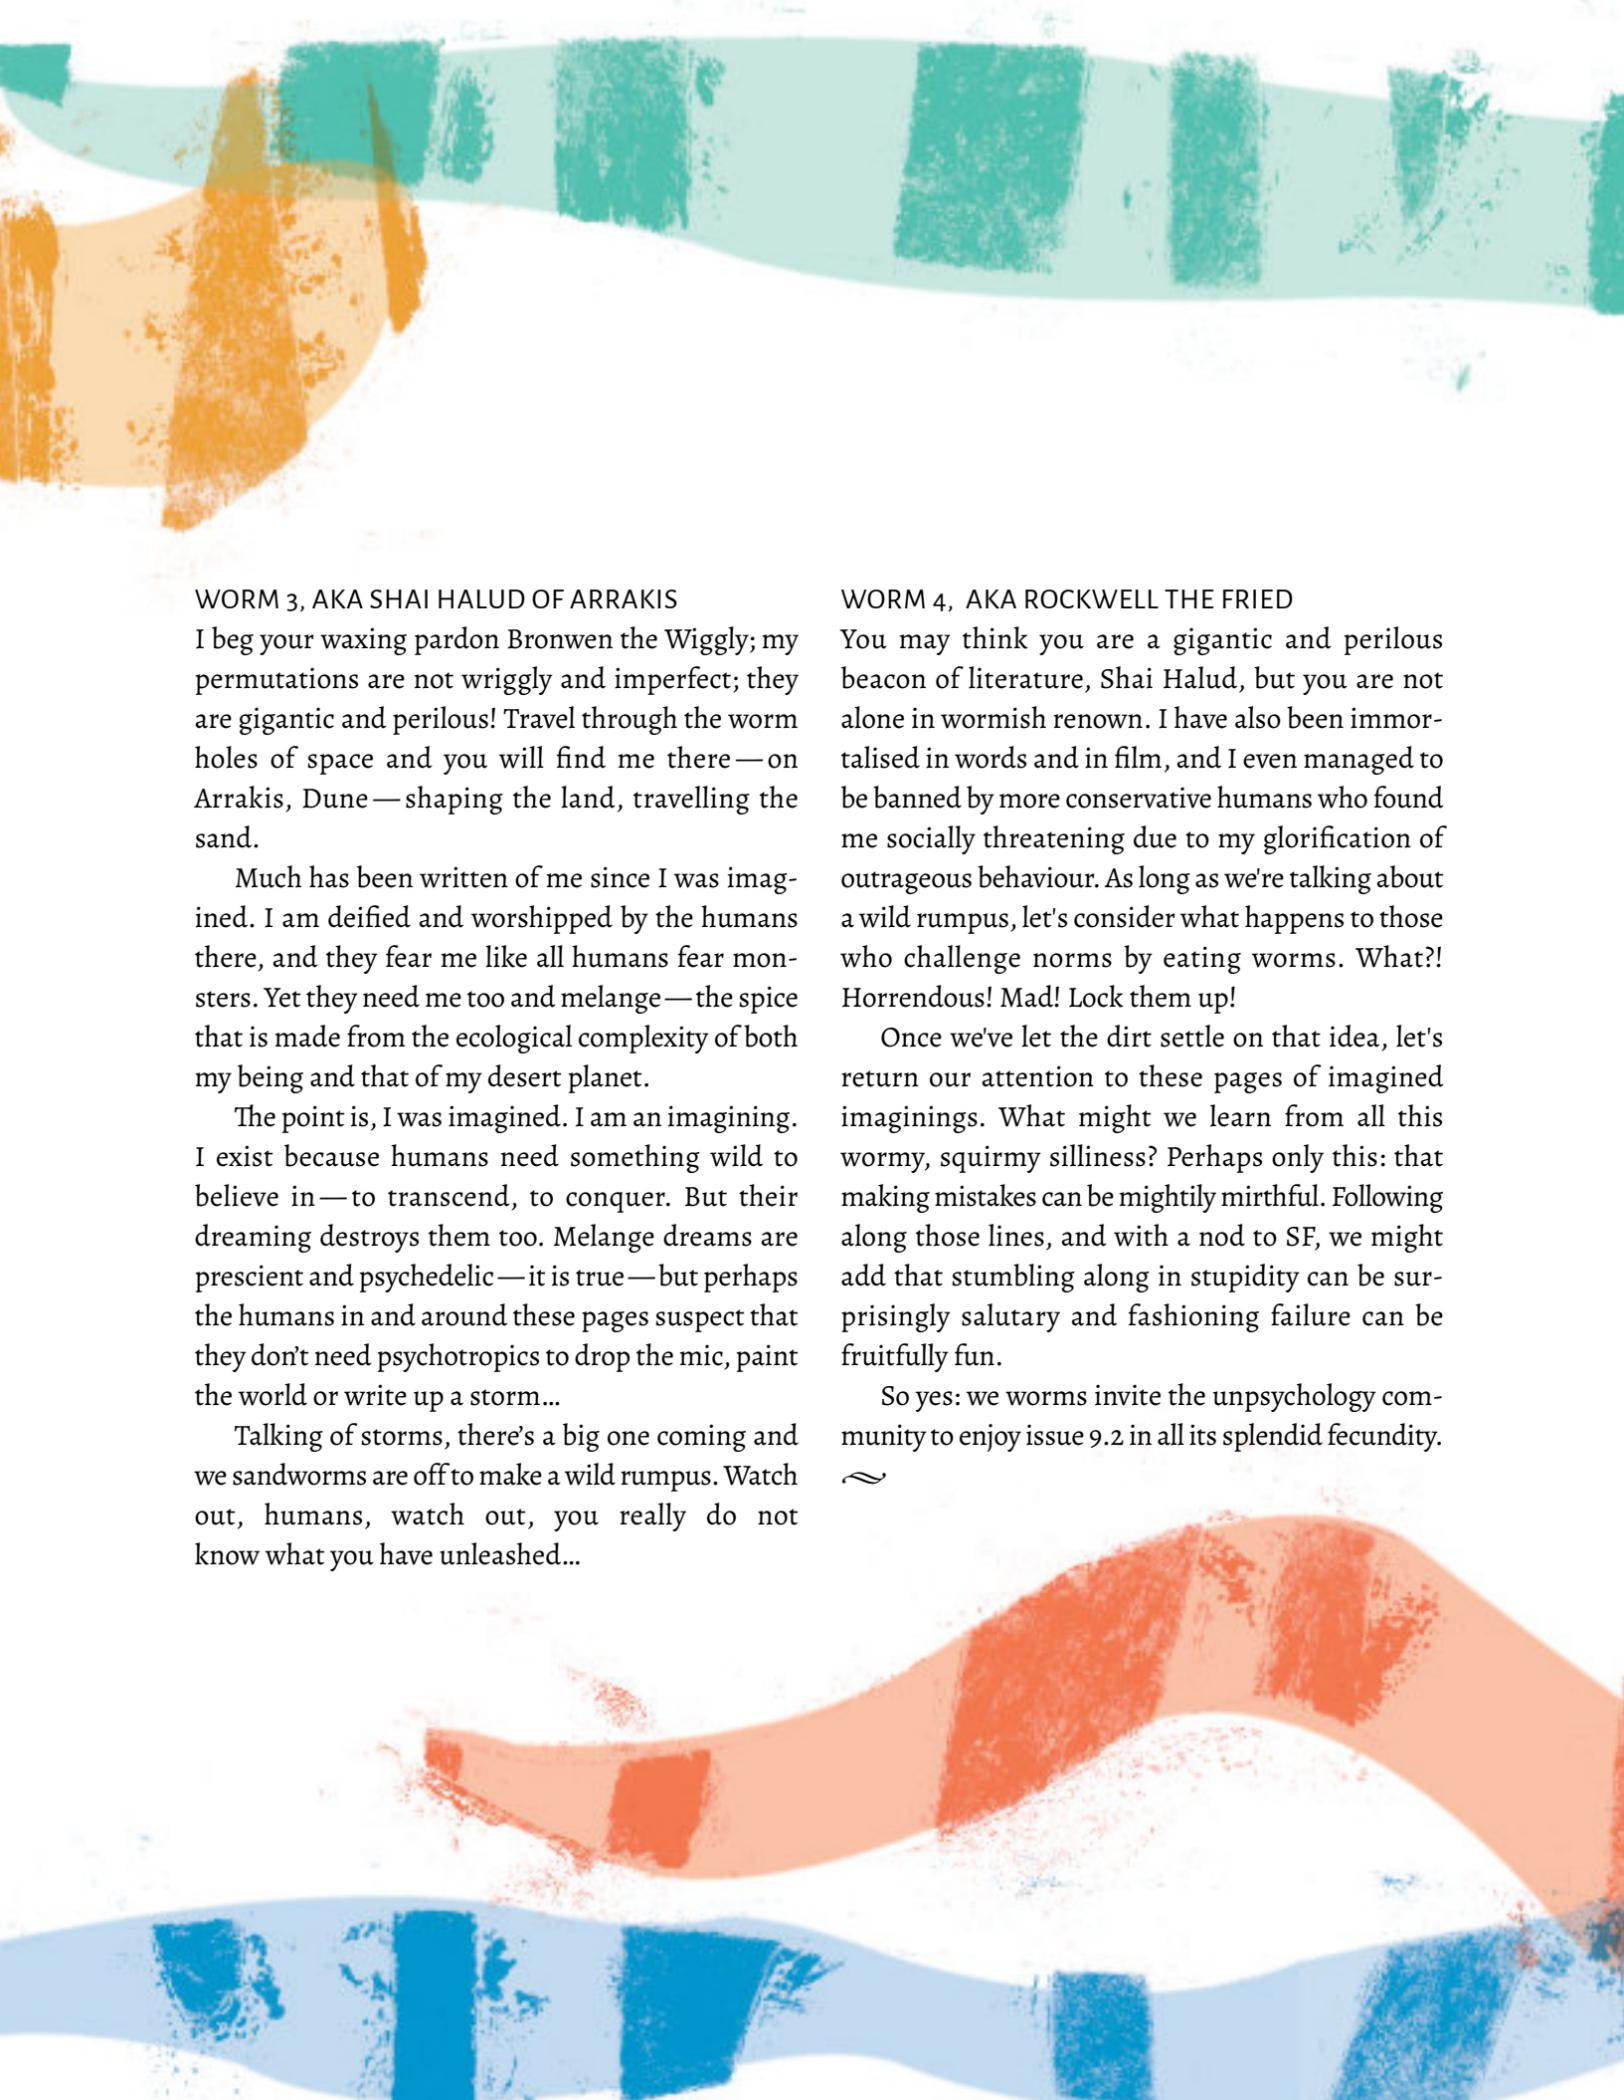 WORM 3, AKA SHAI HALUD OF ARRAKIS
I beg your waxing pardon Bronwen the Wiggly; my
permutations are not wriggly and imperfect; they
are gigantic and perilous! Travel through the worm
holes of space and you will find me there — on
Arrakis, Dune — shaping the land, travelling the
sand.
Much has been written of me since I was imag-
ined. I am deified and worshipped by the humans
there, and they fear me like all humans fear mon-
sters. Yet they need me too and melange — the spice
that is made from the ecological complexity of both
my being and that of my desert planet.
The point is, I was imagined. I am an imagining.
I exist because humans need something wild to
believe in — to transcend, to conquer. But their
dreaming destroys them too. Melange dreams are
prescient and psychedelic — it is true — but perhaps
the humans in and around these pages suspect that
they don’t need psychotropics to drop the mic, paint
the world or write up a storm...
Talking of storms, there’s a big one coming and
we sandworms are off to make a wild rumpus. Watch
out, humans, watch out, you really do not
know what you have unleashed...
WORM 4, AKA ROCKWELL THE FRIED
You may think you are a gigantic and perilous
beacon of literature, Shai Halud, but you are not
alone in wormish renown. I have also been immor-
talised in words and in film, and I even managed to
be banned by more conservative humans who found
me socially threatening due to my glorification of
outrageous behaviour. As long as we're talking about
a wild rumpus, let's consider what happens to those
who challenge norms by eating worms. What?!
Horrendous! Mad! Lock them up!
Once we've let the dirt settle on that idea, let's
return our attention to these pages of imagined
imaginings. What might we learn from all this
wormy, squirmy silliness? Perhaps only this: that
making mistakes can be mightily mirthful. Following
along those lines, and with a nod to SF, we might
add that stumbling along in stupidity can be sur-
prisingly salutary and fashioning failure can be
fruitfully fun.
So yes: we worms invite the unpsychology com-
munity to enjoy issue 9.2 in all its splendid fecundity.